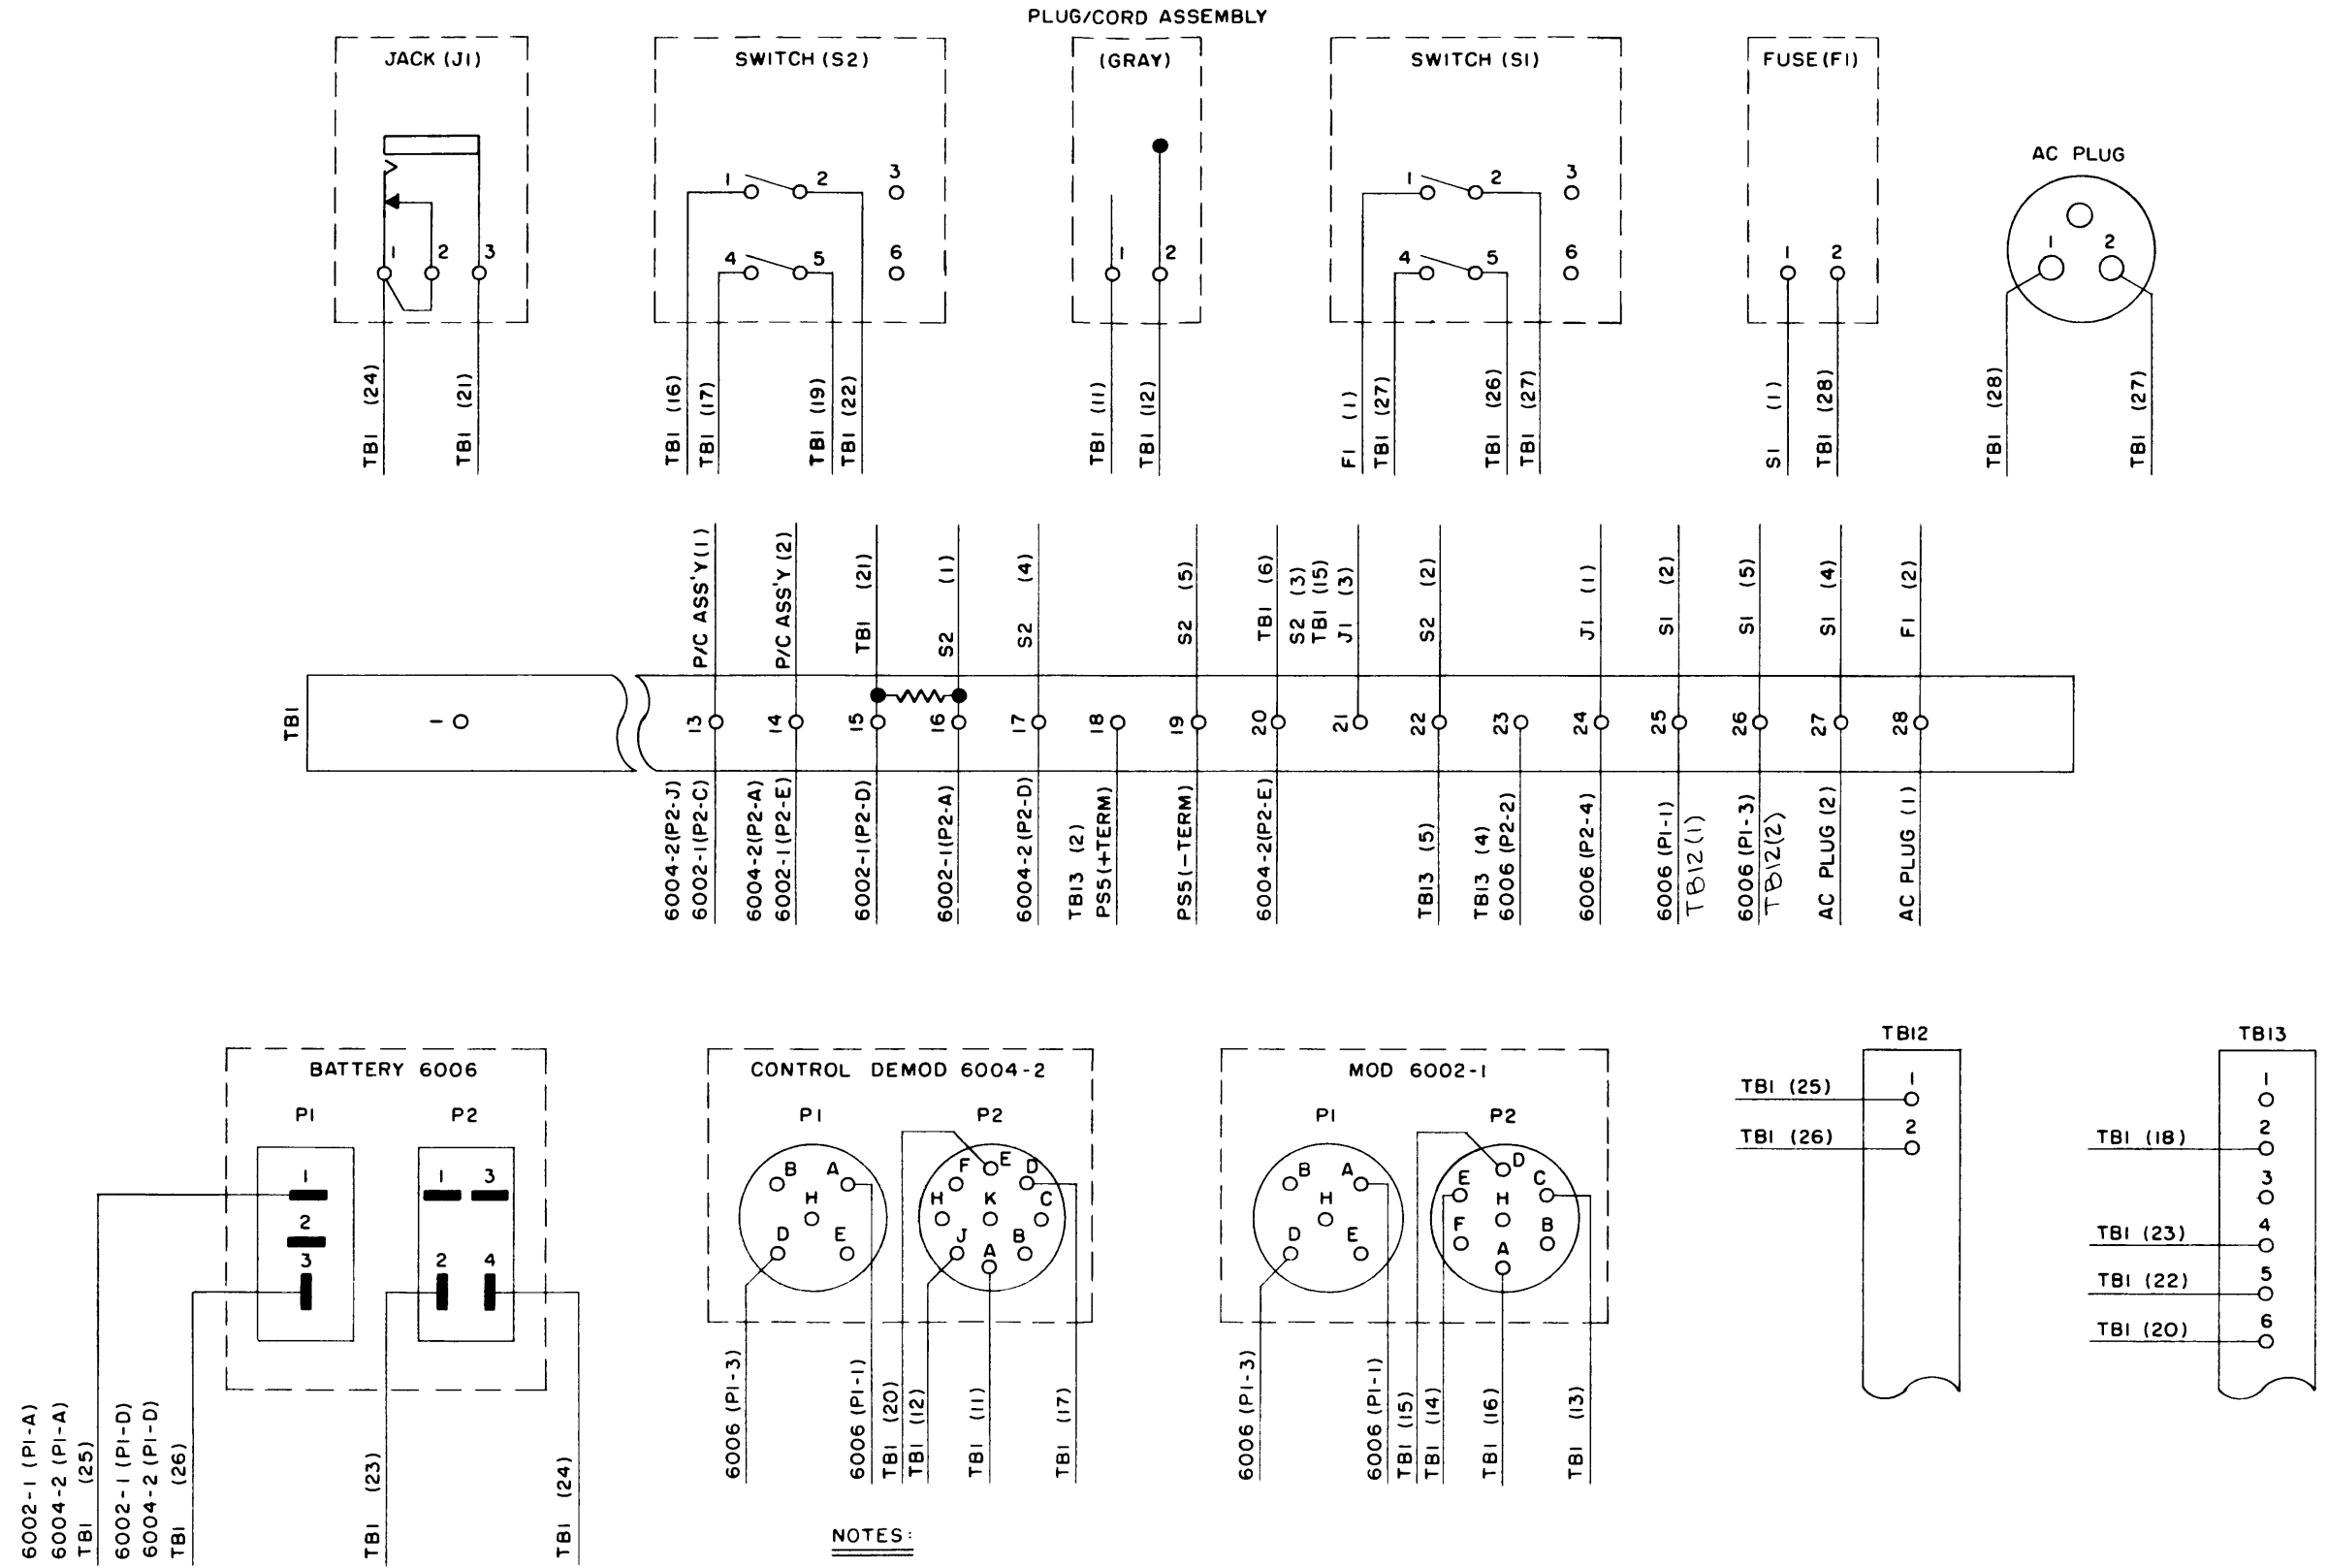 PLUG/CORD ASSEMBLY
JACK (J1)
SWITCH (S2)
(GRAY)
SWITCH (S1)
FUSE (F1)
AC PLUG
1 2 3
1 2 3
4 5 6
1 2
1 2 3
4 5 6
1 2
1 2
TB1 (24)
TB1 (21)
TB1 (16)
TB1 (17)
TB1 (19)
TB1 (22)
TB1 (11)
TB1 (12)
F1 (1)
TB1 (27)
TB1 (26)
TB1 (27)
S1 (1)
TB1 (28)
TB1 (28)
TB1 (27)
P/C ASS'Y (1)
P/C ASS'Y (2)
TB1 (21)
S2 (1)
S2 (4)
S2 (5)
TB1 (6)
S2 (3)
TB1 (15)
J1 (3)
S2 (2)
J1 (1)
S1 (2)
S1 (5)
S1 (4)
F1 (2)
TB1
1 13 14 15 16 17 18 19 20 21 22 23 24 25 26 27 28
6004-2(P2-J)
6002-1(P2-C)
6004-2(P2-A)
6002-1(P2-E)
6002-1(P2-D)
6002-1(P2-A)
6004-2(P2-D)
TB13 (2)
PS5(+TERM)
PS5(-TERM)
6004-2(P2-E)
TB13 (5)
TB13 (4)
6006 (P2-2)
6006 (P2-4)
6006 (P1-1)
TB12(1)
6006 (P1-3)
TB12(2)
AC PLUG (2)
AC PLUG (1)
BATTERY 6006
P1 P2
1
2
3
1 3
2 4
6002-1 (P1-A)
6004-2 (P1-A)
TB1 (25)
6002-1 (P1-D)
6004-2 (P1-D)
TB1 (26)
TB1 (23)
TB1 (24)
CONTROL DEMOD 6004-2
P1 P2
B A
H
D E
F E D
H K C
J A B
6006 (P1-3)
6006 (P1-1)
TB1 (20)
TB1 (12)
TB1 (11)
TB1 (17)
MOD 6002-1
P1 P2
B A
H
D E
D
E H C
F A B
6006 (P1-3)
6006 (P1-1)
TB1 (15)
TB1 (14)
TB1 (16)
TB1 (13)
TB12
TB1 (25) 1
TB1 (26) 2
TB13
1
TB1 (18) 2
3
TB1 (23) 4
TB1 (22) 5
TB1 (20) 6
NOTES: